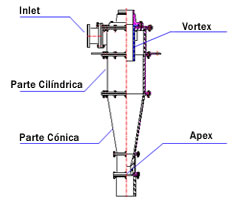 Inlet
Vortex
Parte Cilíndrica
Parte Cónica
Apex